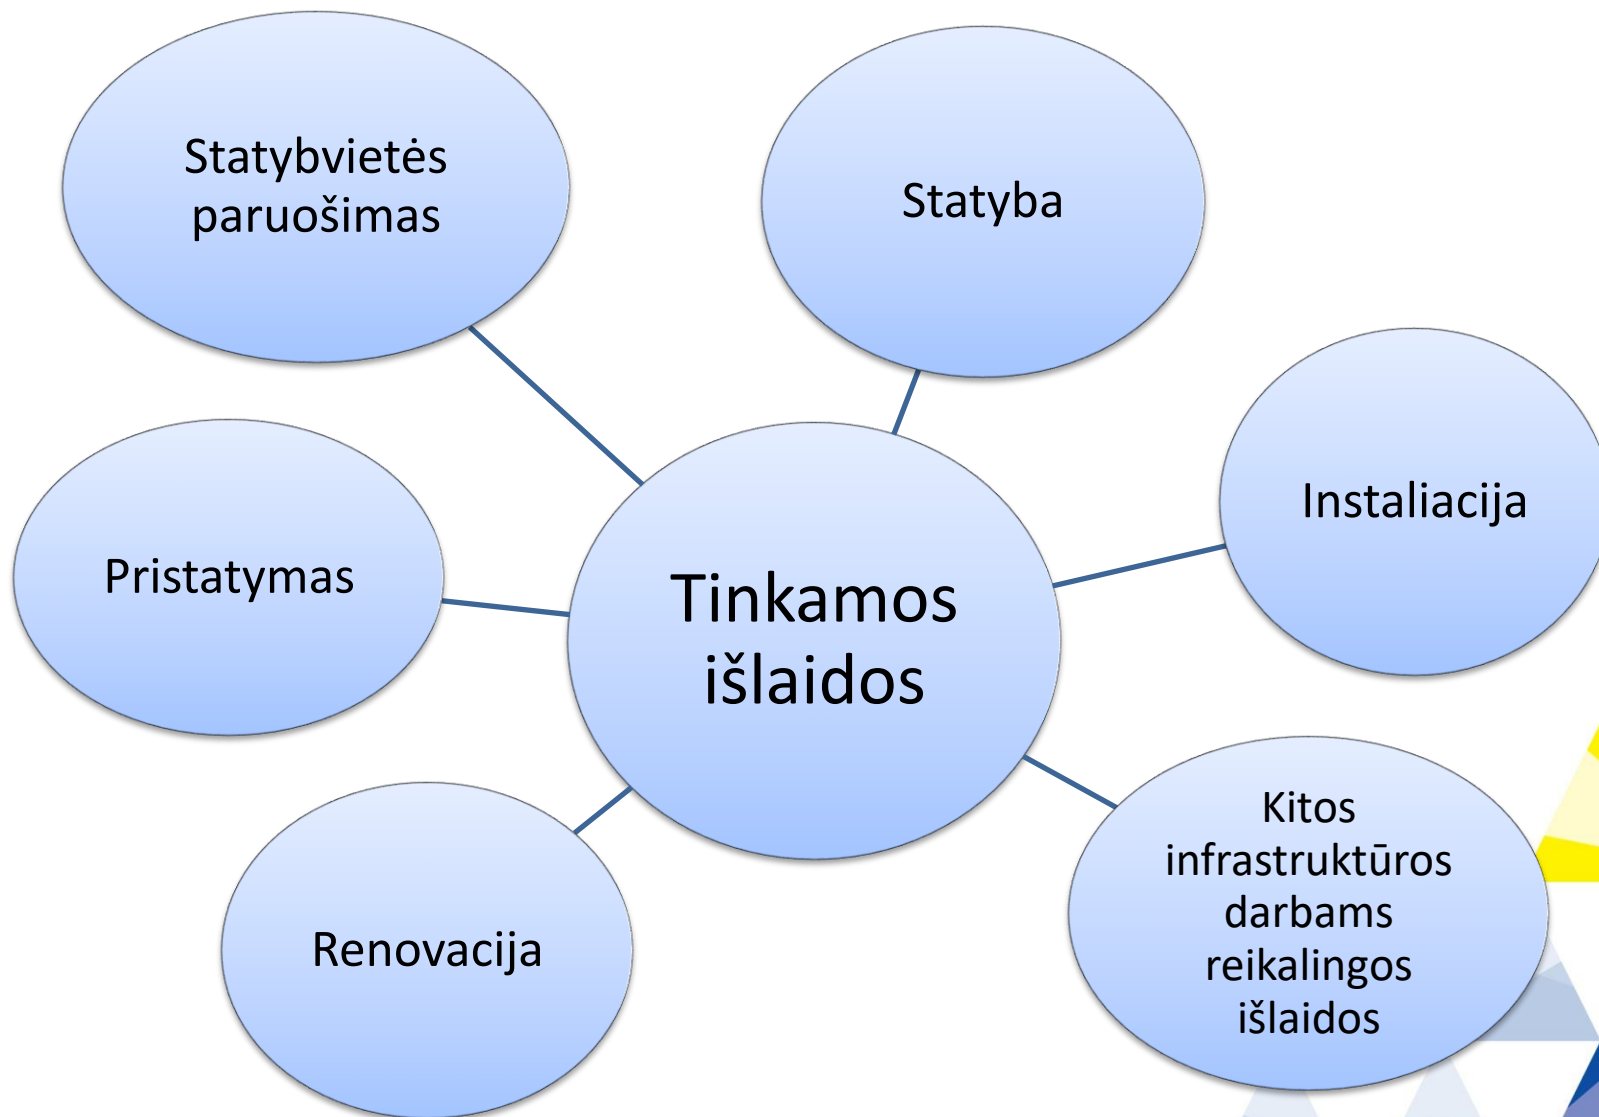 Statybvietės
paruošimas
Statyba
Instaliacija
Pristatymas
Tinkamos
išlaidos
Kitos
infrastruktūros
darbams
reikalingos
išlaidos
Renovacija